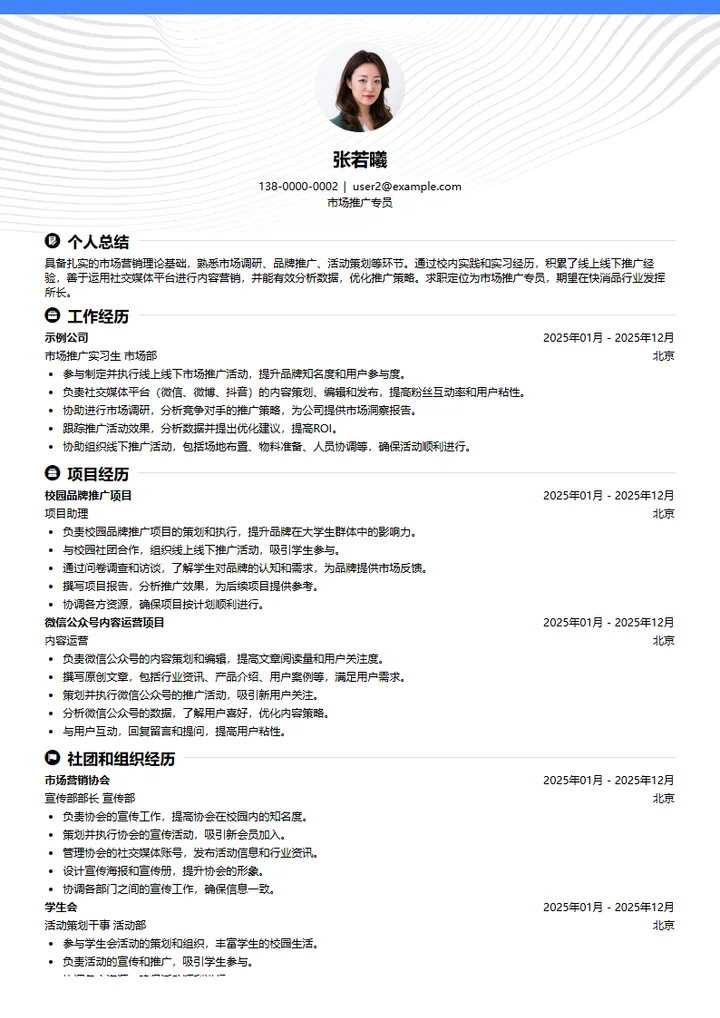 张若曦
138-0000-0002 | user2@example.com
市场推广专员
个人总结
具备扎实的市场营销理论基础，熟悉市场调研、品牌推广、活动策划等环节。通过校内实践和实习经历，积累了线上线下推广经
验，善于运用社交媒体平台进行内容营销，并能有效分析数据，优化推广策略。求职定位为市场推广专员，期望在快消品行业发挥
所长。
工作经历
示例公司 2025年01月 - 2025年12月
市场推广实习生 市场部 北京
• 参与制定并执行线上线下市场推广活动，提升品牌知名度和用户参与度。
• 负责社交媒体平台（微信、微博、抖音）的内容策划、编辑和发布，提高粉丝互动率和用户粘性。
• 协助进行市场调研，分析竞争对手的推广策略，为公司提供市场洞察报告。
• 跟踪推广活动效果，分析数据并提出优化建议，提高ROI。
• 协助组织线下推广活动，包括场地布置、物料准备、人员协调等，确保活动顺利进行。
项目经历
校园品牌推广项目 2025年01月 - 2025年12月
项目助理 北京
• 负责校园品牌推广项目的策划和执行，提升品牌在大学生群体中的影响力。
• 与校园社团合作，组织线上线下推广活动，吸引学生参与。
• 通过问卷调查和访谈，了解学生对品牌的认知和需求，为品牌提供市场反馈。
• 撰写项目报告，分析推广效果，为后续项目提供参考。
• 协调各方资源，确保项目按计划顺利进行。
微信公众号内容运营项目 2025年01月 - 2025年12月
内容运营 北京
• 负责微信公众号的内容策划和编辑，提高文章阅读量和用户关注度。
• 撰写原创文章，包括行业资讯、产品介绍、用户案例等，满足用户需求。
• 策划并执行微信公众号的推广活动，吸引新用户关注。
• 分析微信公众号的数据，了解用户喜好，优化内容策略。
• 与用户互动，回复留言和提问，提高用户粘性。
社团和组织经历
市场营销协会 2025年01月 - 2025年12月
宣传部部长 宣传部 北京
• 负责协会的宣传工作，提高协会在校园内的知名度。
• 策划并执行协会的宣传活动，吸引新会员加入。
• 管理协会的社交媒体账号，发布活动信息和行业资讯。
• 设计宣传海报和宣传册，提升协会的形象。
• 协调各部门之间的宣传工作，确保信息一致。
学生会 2025年01月 - 2025年12月
活动策划干事 活动部 北京
• 参与学生会活动的策划和组织，丰富学生的校园生活。
• 负责活动的宣传和推广，吸引学生参与。